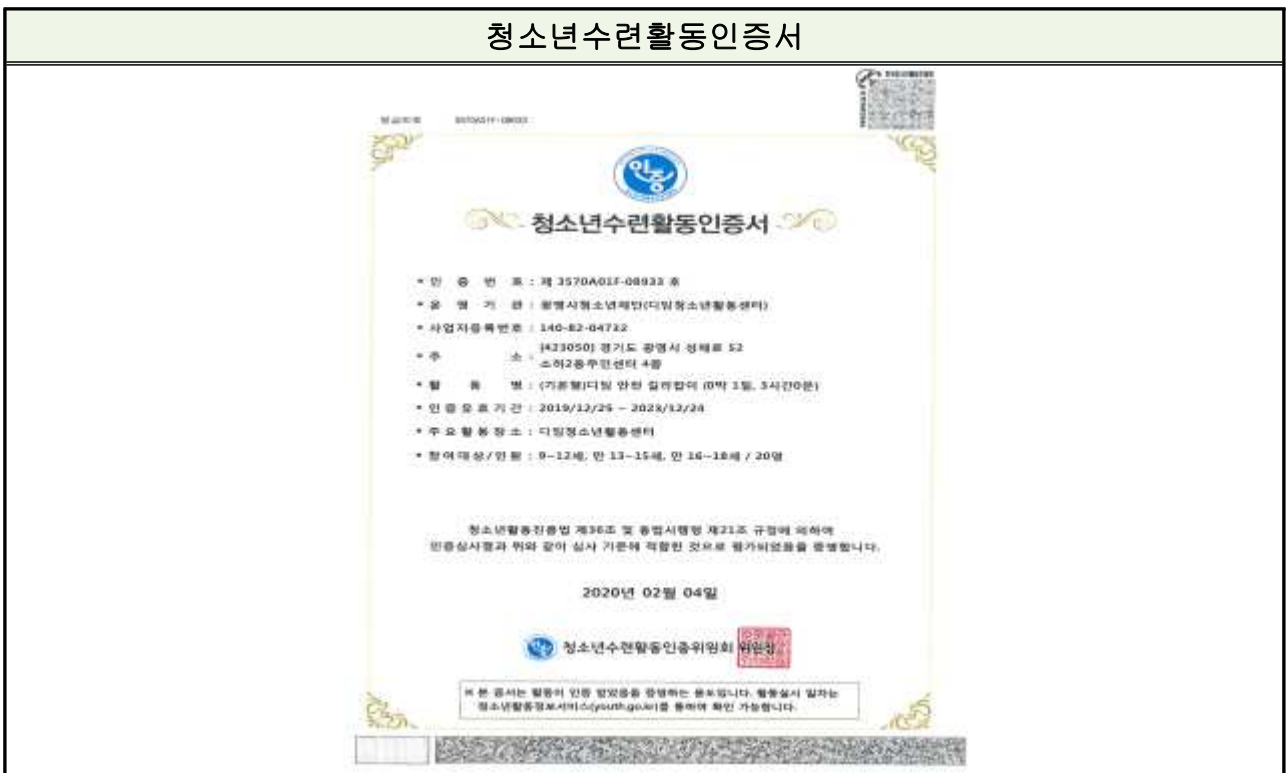 청소년수련활동인증서
인증
청소년수련활동인증서
* 인 증 번 호 : 제 3570A01F-08933 호
* 운 영 기 관 : 광명시청소년재단(디딤청소년활동센터)
* 사업자등록번호 : 140-82-04732
* 주 소 : [423050] 경기도 광명시 성채로 52
소하2동주민센터 4층
* 활 동 명 : (기본형)디딤 안전 길라잡이 (0박 1일, 3시간0분)
* 인증유효기간 : 2019/12/25 ~ 2023/12/24
* 주요활동장소 : 디딤청소년활동센터
* 참여대상/인원 : 9~12세, 만 13~15세, 만 16~18세 / 20명
청소년활동진흥법 제36조 및 동법시행령 제21조 규정에 의하여
인증심사결과 위와 같이 심사 기준에 적합한 것으로 평가되었음을 증명합니다.
2020년 02월 04일
인증 청소년수련활동인증위원회 위원장
※ 본 증서는 활동이 인증 받았음을 증명하는 용도입니다. 활동실시 일자는
청소년활동정보서비스(youth.go.kr)를 통하여 확인 가능합니다.